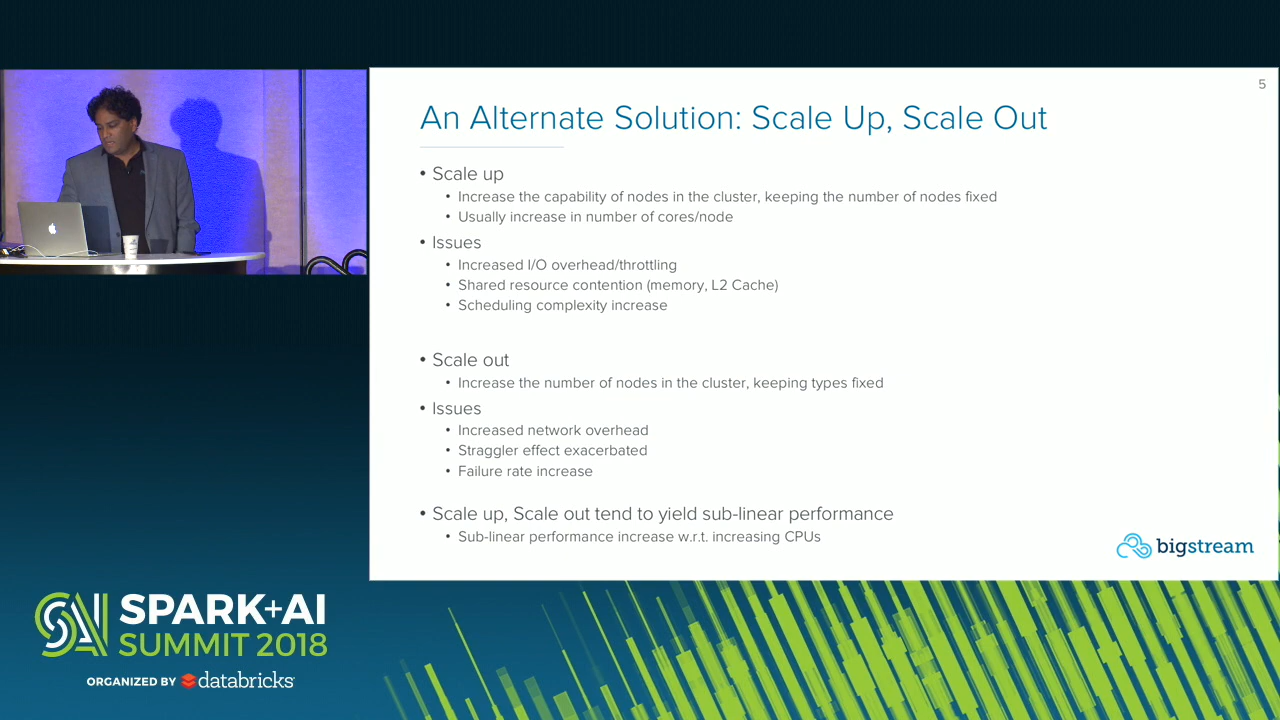 5
An Alternate Solution: Scale Up, Scale Out
• Scale up
• Increase the capability of nodes in the cluster, keeping the number of nodes fixed
• Usually increase in number of cores/node
• Issues
• Increased I/O overhead/throttling
• Shared resource contention (memory, L2 Cache)
• Scheduling complexity increase
• Scale out
• Increase the number of nodes in the cluster, keeping types fixed
• Issues
• Increased network overhead
• Straggler effect exacerbated
• Failure rate increase
• Scale up, Scale out tend to yield sub-linear performance
• Sub-linear performance increase w.r.t. increasing CPUs
bigstream
SAI SPARK+AI
SUMMIT 2018
ORGANIZED BY databricks